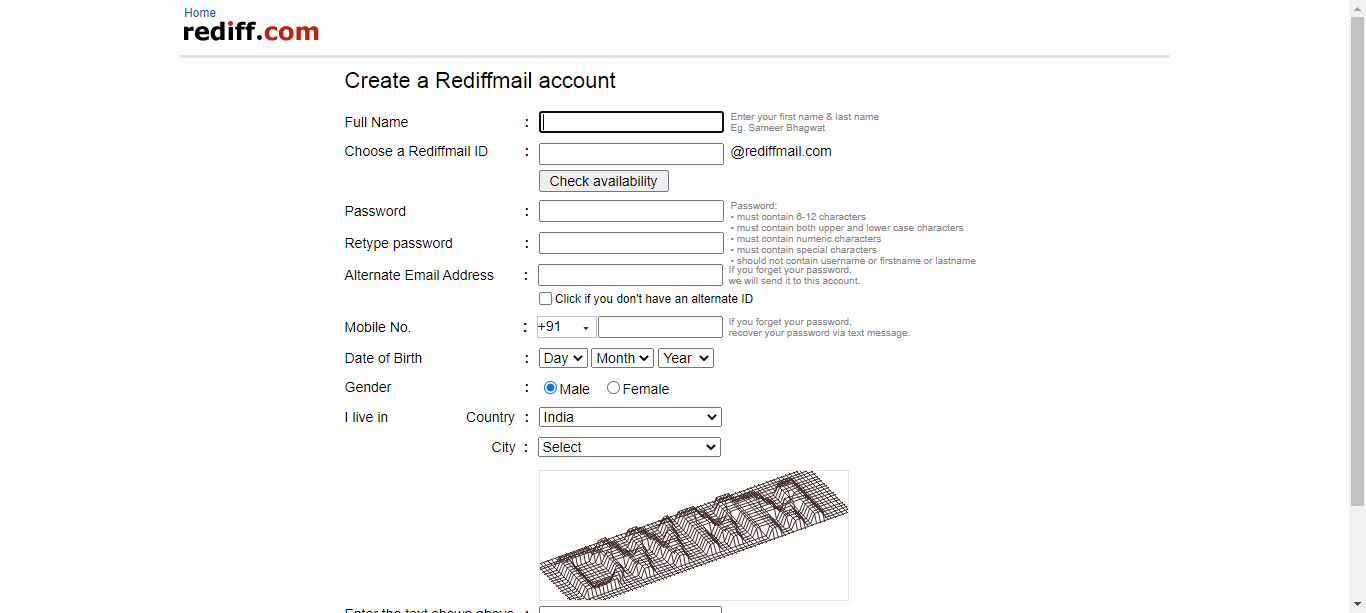 Home
rediff.com
Create a Rediffmail account
Full Name :
Enter your first name & last name
Eg. Sameer Bhagwat
Choose a Rediffmail ID : @rediffmail.com
Check availability
Password :
Password:
• must contain 6-12 characters
• must contain both upper and lower case characters
• must contain numeric characters
• must contain special characters
• should not contain username or firstname or lastname
Retype password :
Alternate Email Address :
If you forget your password,
we will send it to this account.
Click if you don't have an alternate ID
Mobile No. : +91
If you forget your password,
recover your password via text message.
Date of Birth : Day Month Year
Gender : Male Female
I live in Country : India
City : Select
Enter the text shown above :